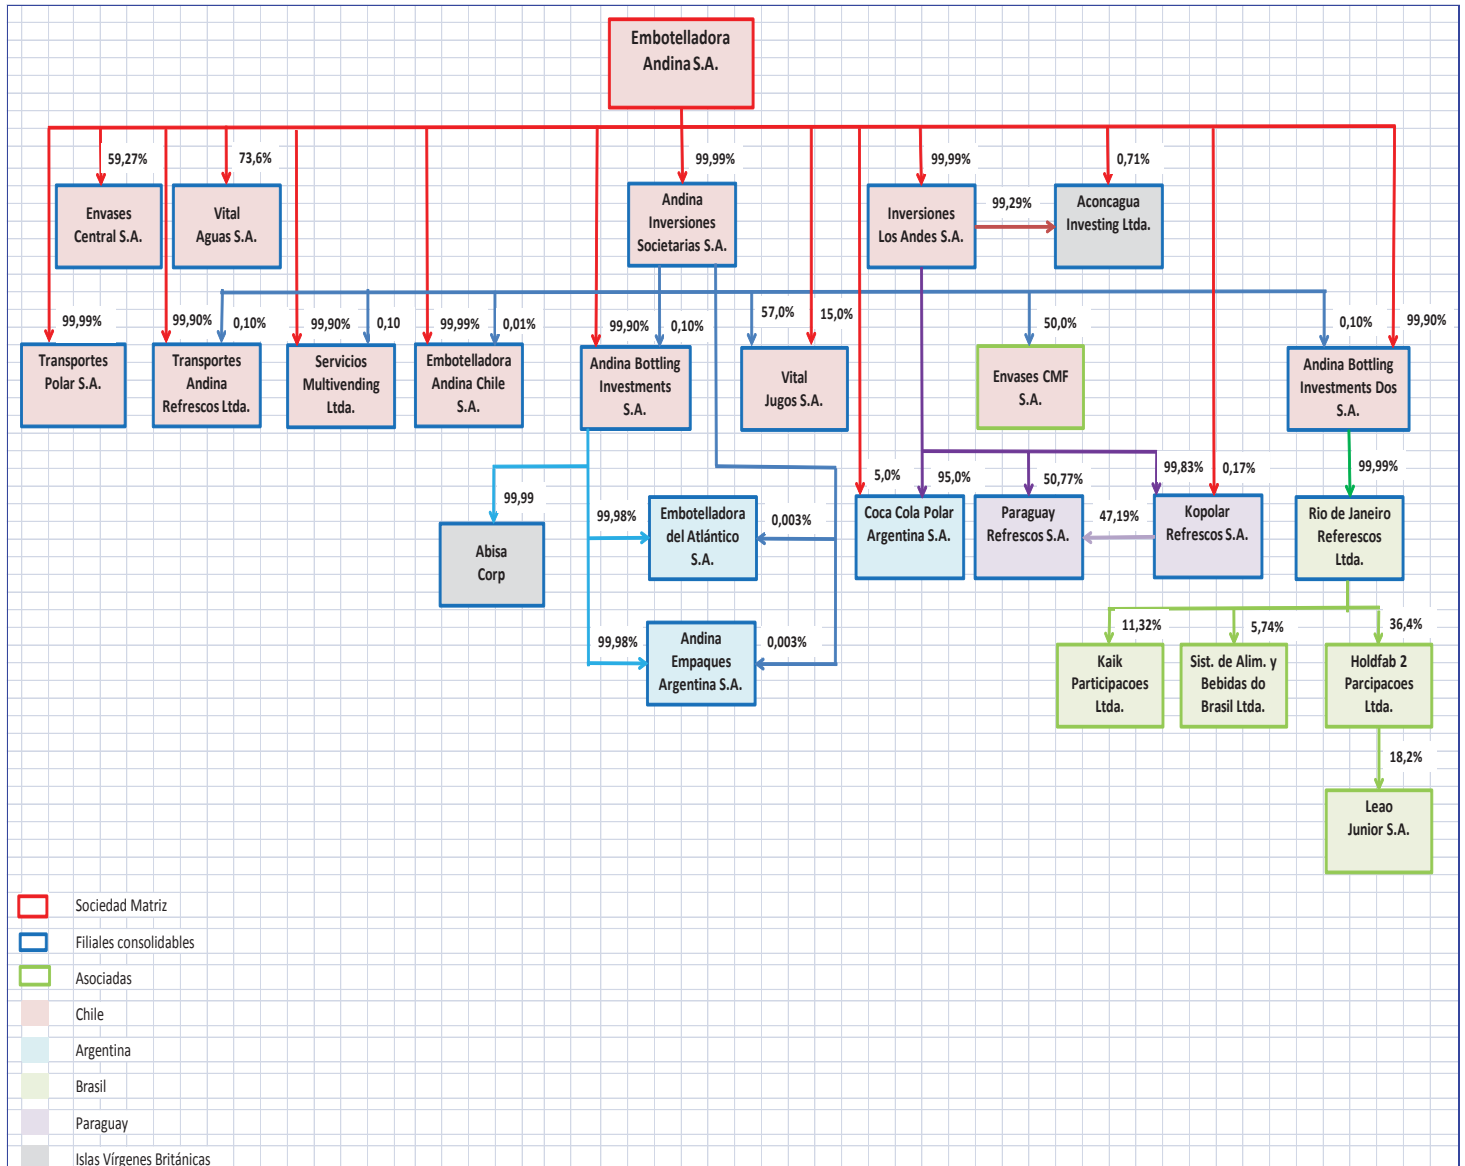 Embotelladora
Andina S.A.
59,27%
73,6%
99,99%
99,99%
0,71%
Envases
Central S.A.
Vital
Aguas S.A.
Andina
Inversiones
Societarias S.A.
Inversiones
Los Andes S.A.
99,29%
Aconcagua
Investing Ltda.
99,99%
99,90%
0,10%
99,90%
0,10
99,99%
0,01%
99,90%
0,10%
57,0%
15,0%
50,0%
0,10%
99,90%
Transportes
Polar S.A.
Transportes
Andina
Refrescos Ltda.
Servicios
Multivending
Ltda.
Embotelladora
Andina Chile
S.A.
Andina Bottling
Investments
S.A.
Vital
Jugos S.A.
Envases CMF
S.A.
Andina Bottling
Investments Dos
S.A.
99,99
99,98%
0,003%
5,0%
95,0%
50,77%
99,83%
0,17%
99,99%
Abisa
Corp
Embotelladora
del Atlántico
S.A.
Coca Cola Polar
Argentina S.A.
Paraguay
Refrescos S.A.
47,19%
Kopolar
Refrescos S.A.
Rio de Janeiro
Referescos
Ltda.
99,98%
0,003%
Andina
Empaques
Argentina S.A.
11,32%
5,74%
36,4%
Kaik
Participacoes
Ltda.
Sist. de Alim. y
Bebidas do
Brasil Ltda.
Holdfab 2
Parcipacoes
Ltda.
18,2%
Leao
Junior S.A.
Sociedad Matriz
Filiales consolidables
Asociadas
Chile
Argentina
Brasil
Paraguay
Islas Vírgenes Británicas